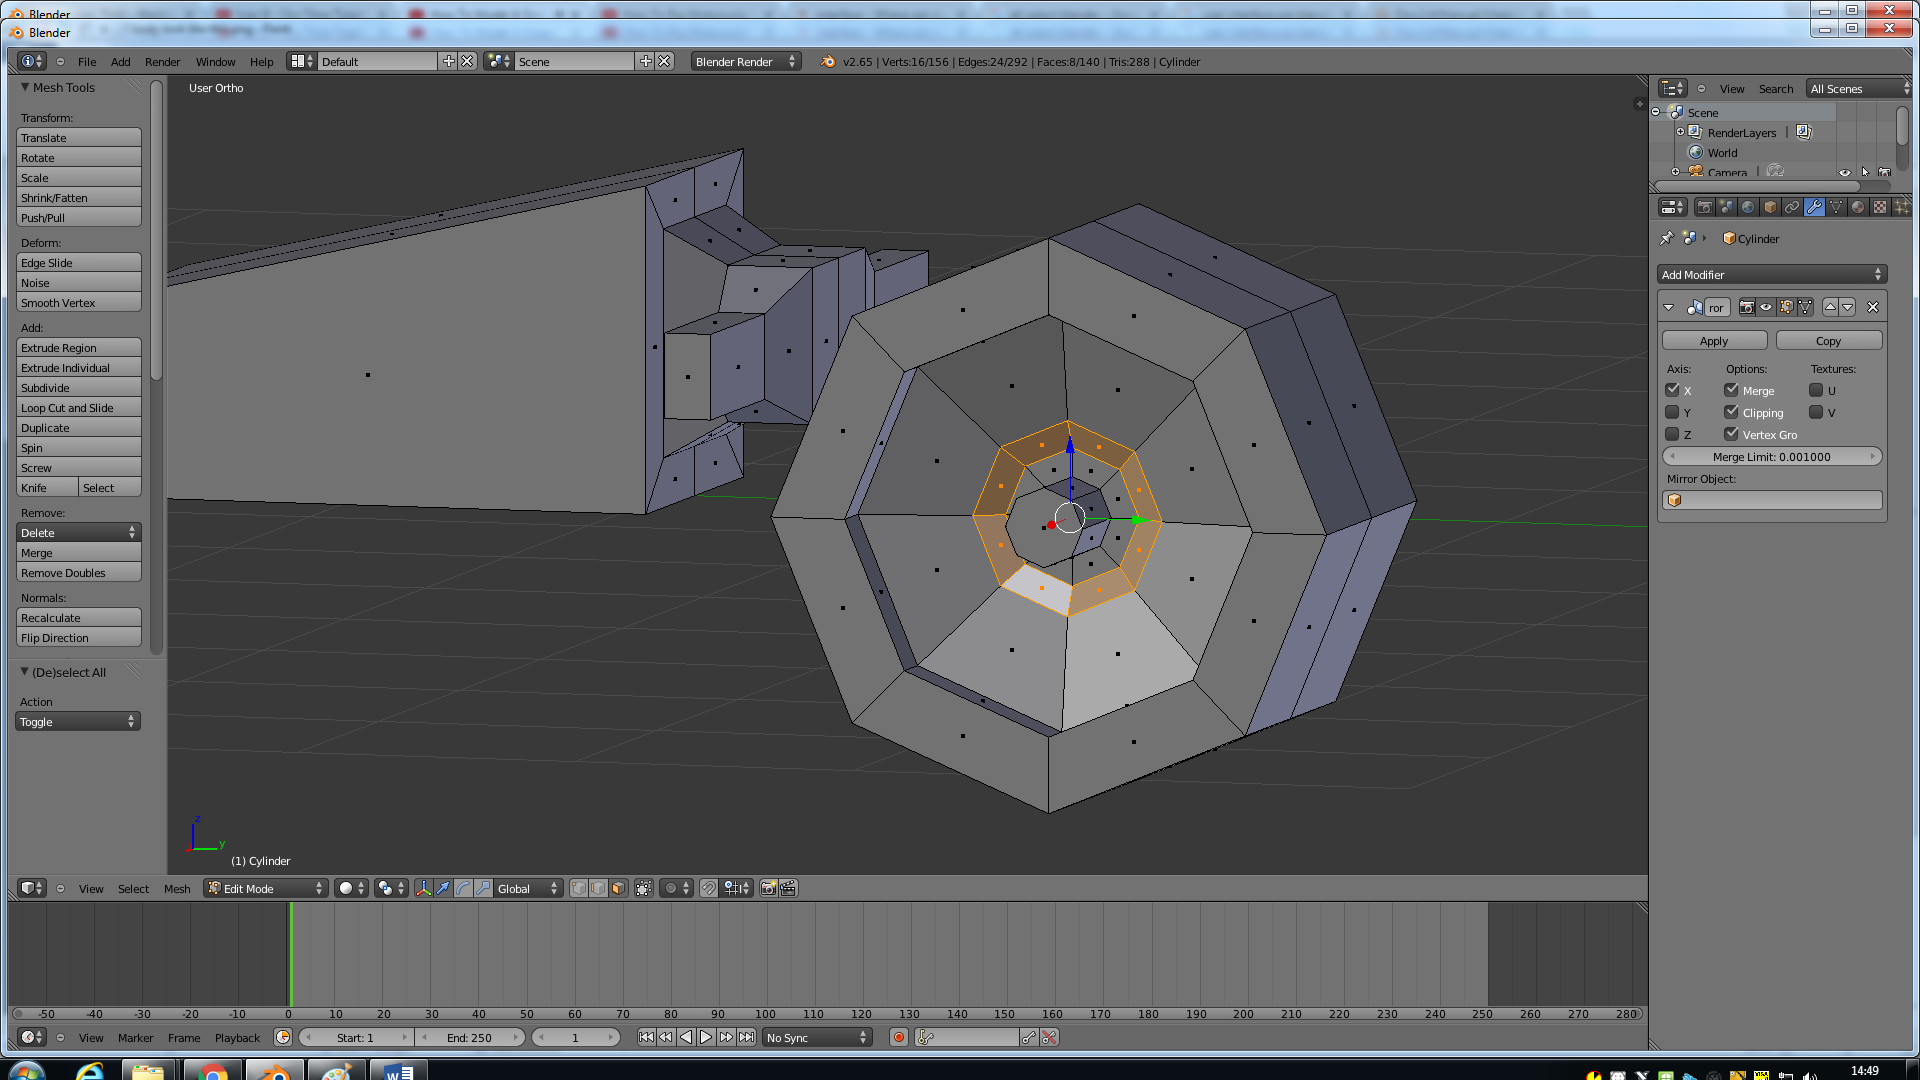 Blender
Blender
File Add Render Window Help Default Scene Blender Render v2.65 | Verts:16/156 | Edges:24/292 | Faces:8/140 | Tris:288 | Cylinder
Mesh Tools
Transform:
Translate
Rotate
Scale
Shrink/Fatten
Push/Pull
Deform:
Edge Slide
Noise
Smooth Vertex
Add:
Extrude Region
Extrude Individual
Subdivide
Loop Cut and Slide
Duplicate
Spin
Screw
Knife Select
Remove:
Delete
Merge
Remove Doubles
Normals:
Recalculate
Flip Direction
(De)select All
Action
Toggle
User Ortho
z
y
(1) Cylinder
View Select Mesh Edit Mode Global
-50 -40 -30 -20 -10 0 10 20 30 40 50 60 70 80 90 100 110 120 130 140 150 160 170 180 190 200 210 220 230 240 250 260 270 280
View Marker Frame Playback Start: 1 End: 250 1 No Sync
View Search All Scenes
Scene
RenderLayers |
World
Camera |
Cylinder
Add Modifier
ror
Apply Copy
Axis: Options: Textures:
X Merge U
Y Clipping V
Z Vertex Gro
Merge Limit: 0.001000
Mirror Object:
14:49